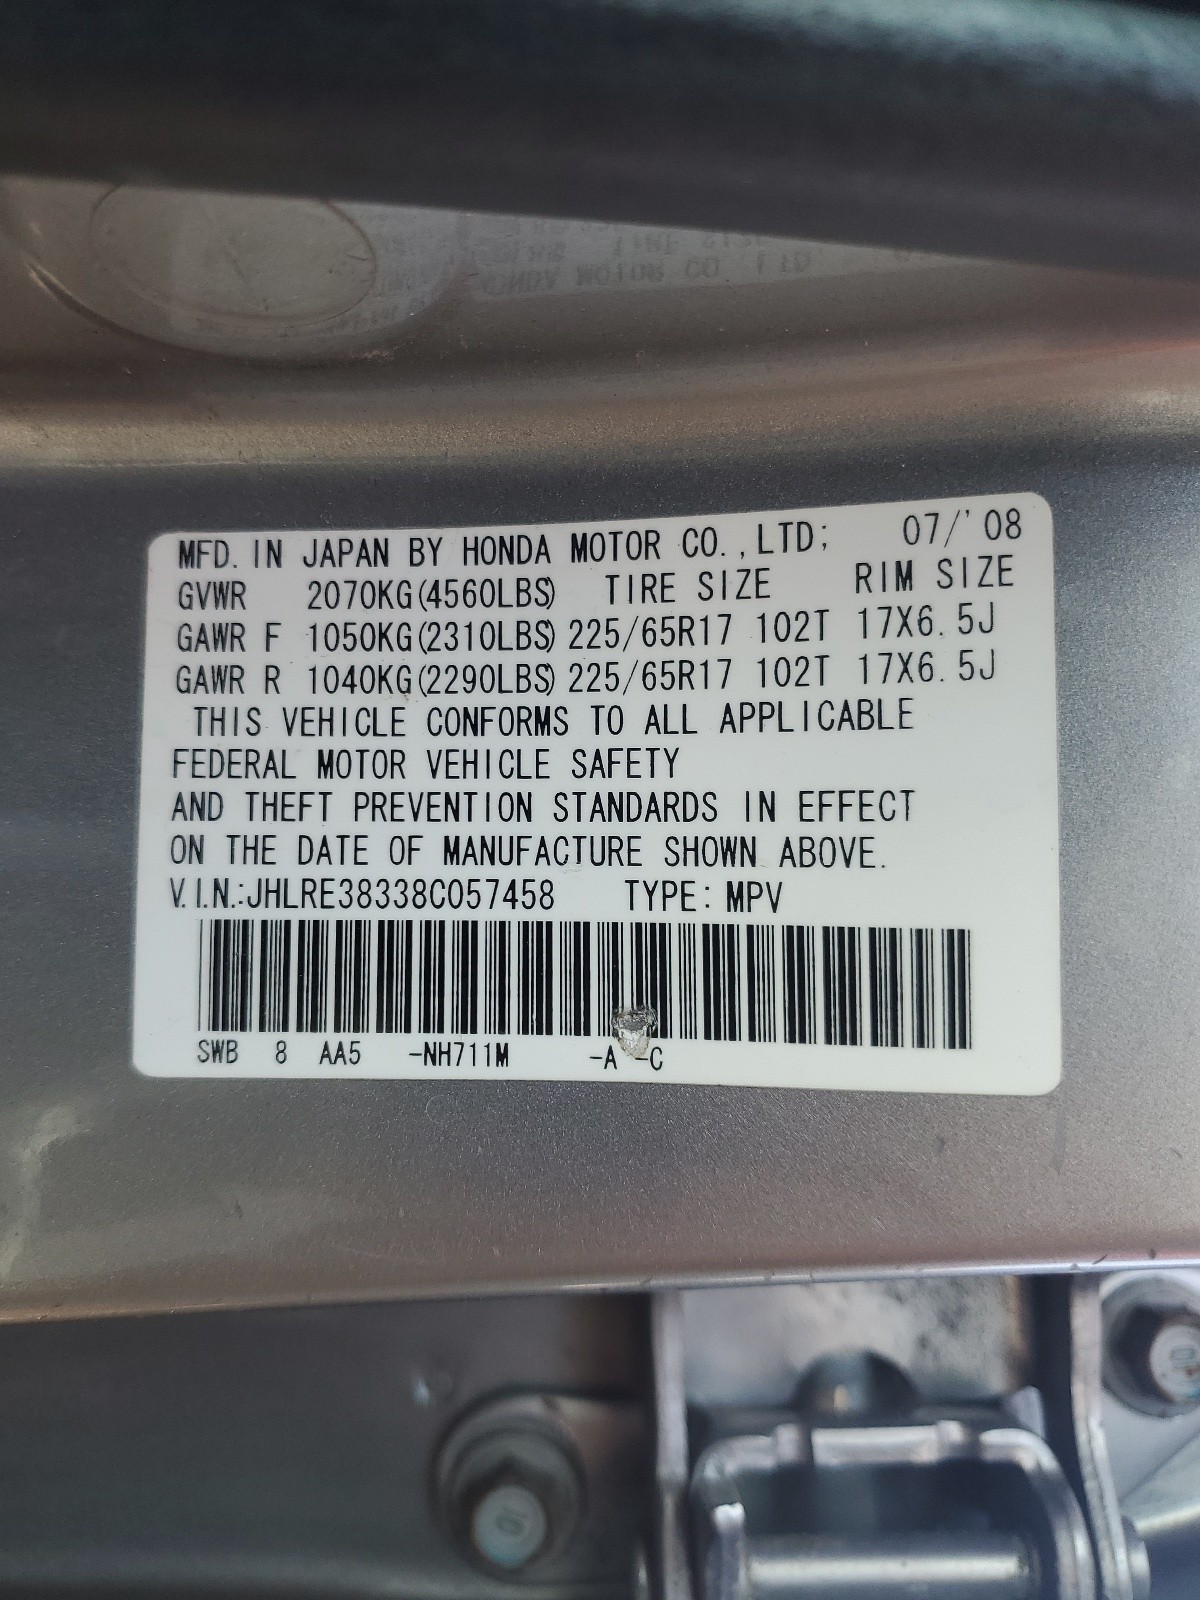 MFD. IN JAPAN BY HONDA MOTOR CO.,LTD; 07/'08
GVWR 2070KG(4560LBS) TIRE SIZE RIM SIZE
GAWR F 1050KG(2310LBS) 225/65R17 102T 17X6.5J
GAWR R 1040KG(2290LBS) 225/65R17 102T 17X6.5J
THIS VEHICLE CONFORMS TO ALL APPLICABLE
FEDERAL MOTOR VEHICLE SAFETY
AND THEFT PREVENTION STANDARDS IN EFFECT
ON THE DATE OF MANUFACTURE SHOWN ABOVE.
V.I.N.:JHLRE38338C057458 TYPE: MPV
SWB 8 AA5 -NH711M -A -C
10